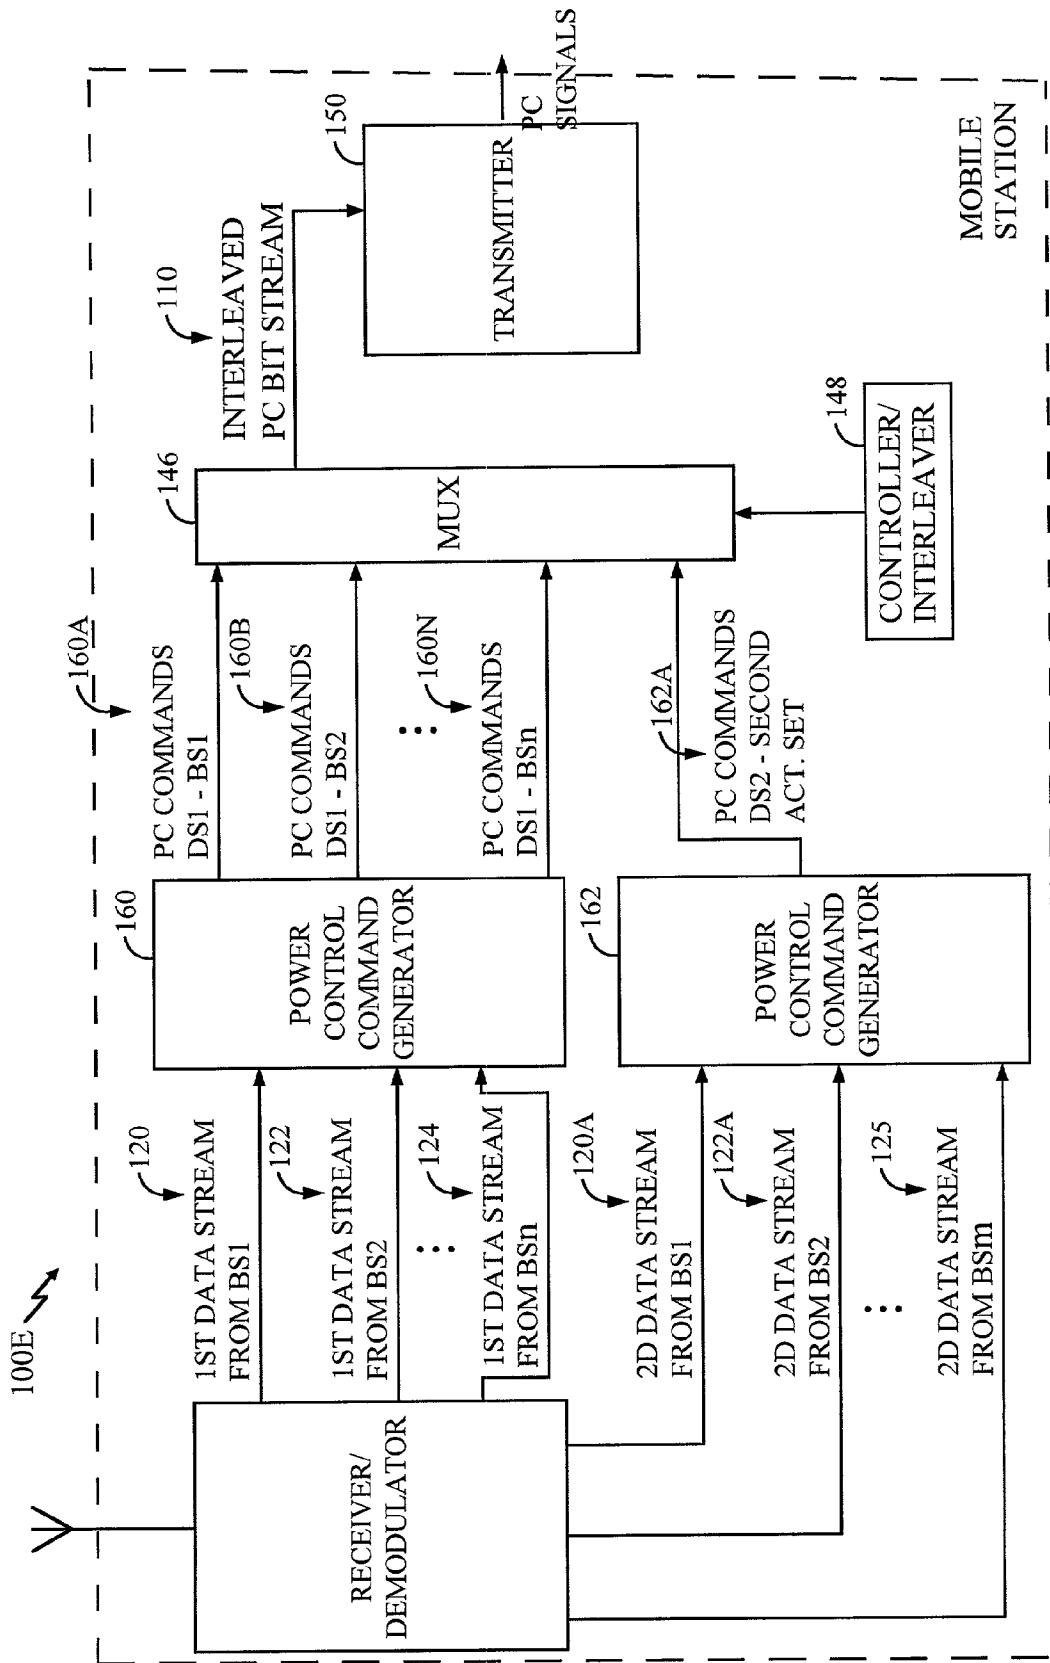 100E
RECEIVER/
DEMODULATOR
120
1ST DATA STREAM
FROM BS1
122
1ST DATA STREAM
FROM BS2
124
1ST DATA STREAM
FROM BSn
120A
2D DATA STREAM
FROM BS1
122A
2D DATA STREAM
FROM BS2
125
2D DATA STREAM
FROM BSm
160
POWER
CONTROL
COMMAND
GENERATOR
162
POWER
CONTROL
COMMAND
GENERATOR
160A
PC COMMANDS
DS1 - BS1
160B
PC COMMANDS
DS1 - BS2
160N
PC COMMANDS
DS1 - BSn
162A
PC COMMANDS
DS2 - SECOND
ACT. SET
146
MUX
148
CONTROLLER/
INTERLEAVER
110
INTERLEAVED
PC BIT STREAM
150
TRANSMITTER
PC
SIGNALS
MOBILE
STATION